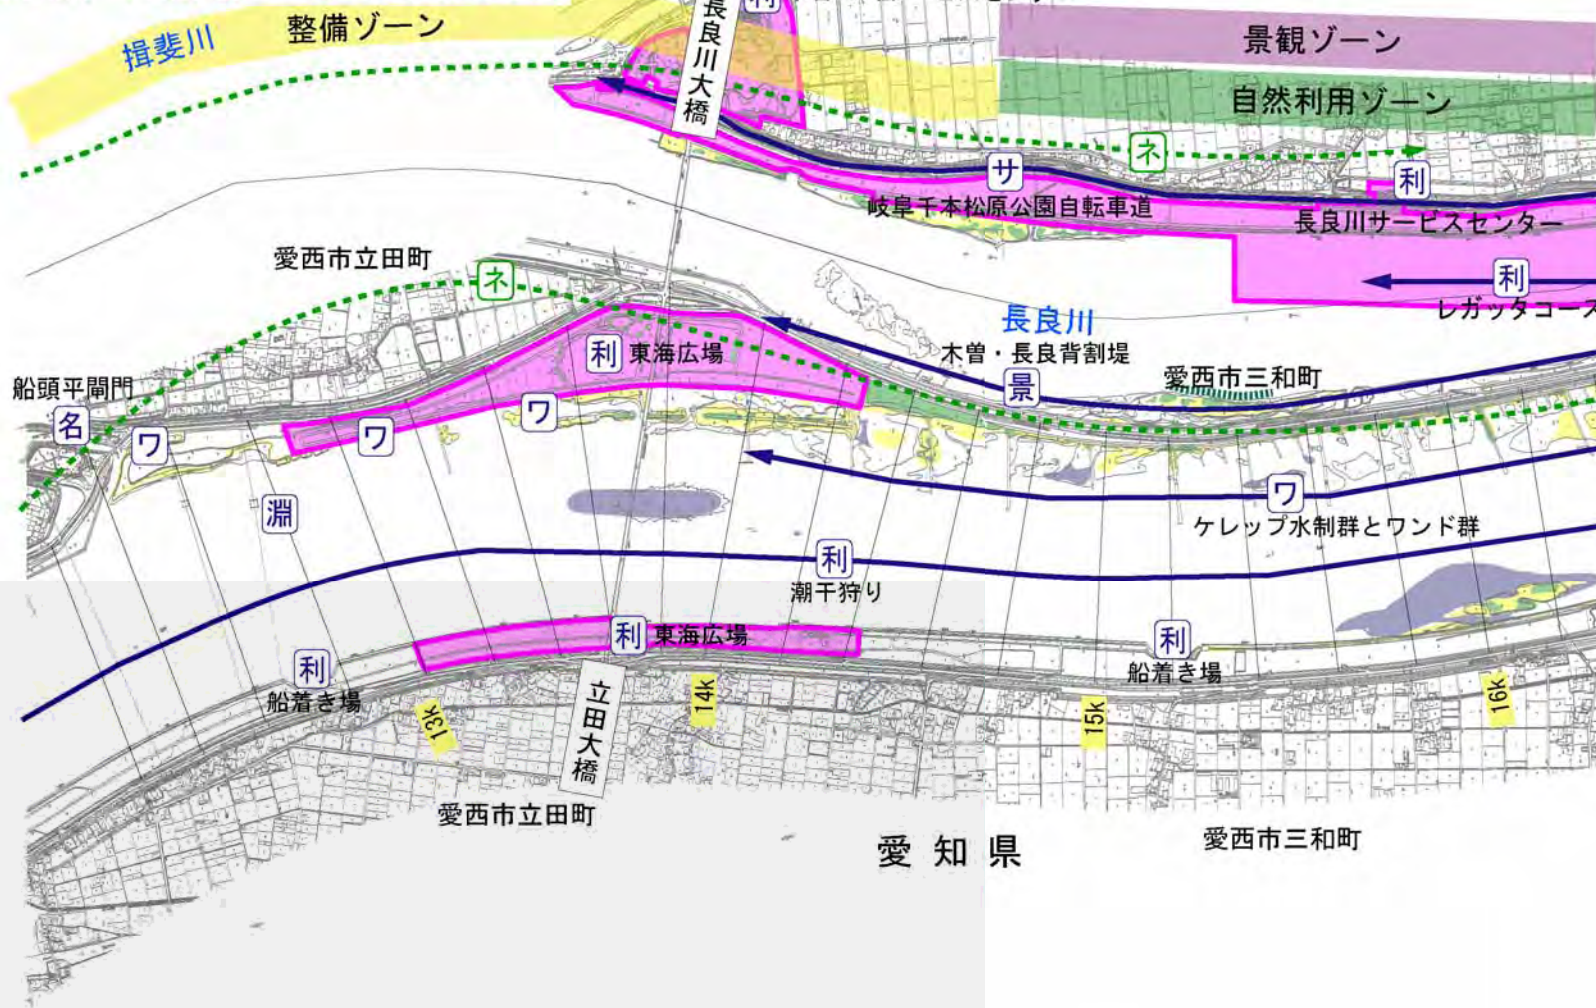 利
長良川大橋
整備ゾーン
揖斐川
景観ゾーン
自然利用ゾーン
ネ
サ
利
岐阜千本松原公園自転車道
長良川サービスセンター
利
レガッタコース
愛西市立田町
ネ
長良川
木曽・長良背割堤
景
愛西市三和町
利 東海広場
船頭平閘門
名
ワ
ワ
ワ
淵
ワ
ケレップ水制群とワンド群
利
潮干狩り
利 東海広場
利
船着き場
利
船着き場
立田大橋
13k
14k
15k
16k
愛西市立田町
愛知県
愛西市三和町